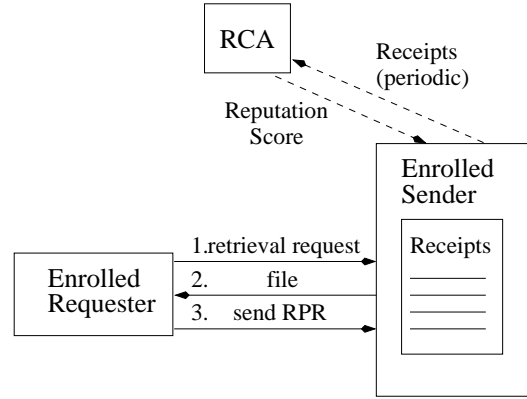 RCA
Receipts
(periodic)
Reputation
Score
Enrolled
Sender
Receipts
1.retrieval request
2. file
3. send RPR
Enrolled
Requester